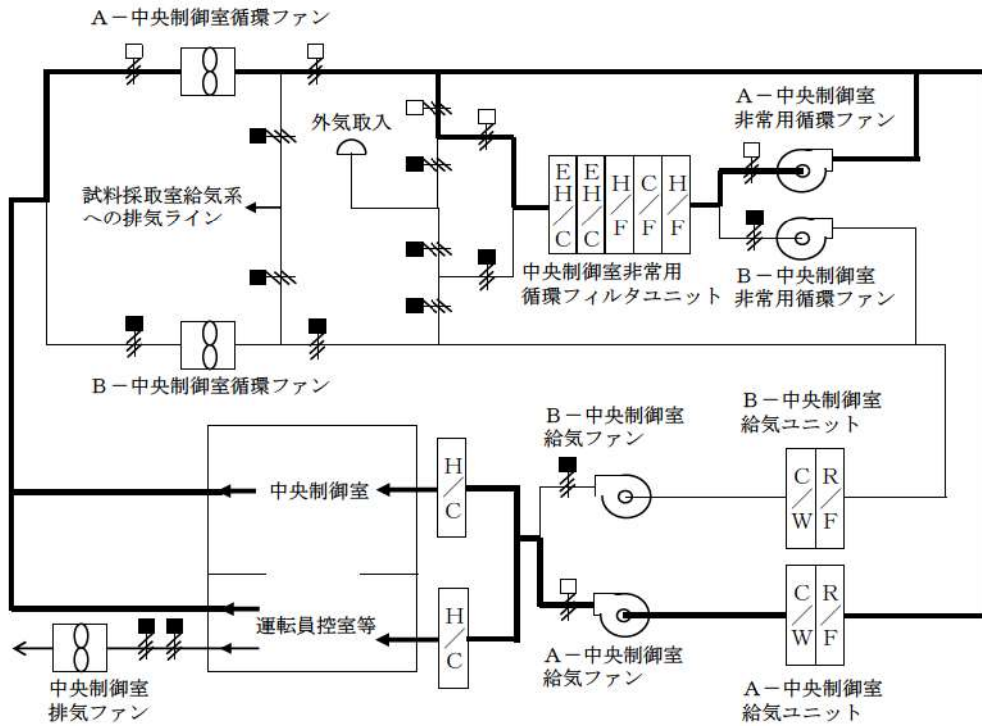 A－中央制御室循環ファン
外気取入
A－中央制御室
非常用循環ファン
試料採取室給気系
への排気ライン
E
H
/
C
E
H
/
C
H
/
F
C
/
F
H
/
F
中央制御室非常用
循環フィルタユニット
B－中央制御室
非常用循環ファン
B－中央制御室循環ファン
B－中央制御室
給気ファン
B－中央制御室
給気ユニット
中央制御室
H
/
C
C
/
W
R
/
F
運転員控室等
H
/
C
C
/
W
R
/
F
中央制御室
排気ファン
A－中央制御室
給気ファン
A－中央制御室
給気ユニット